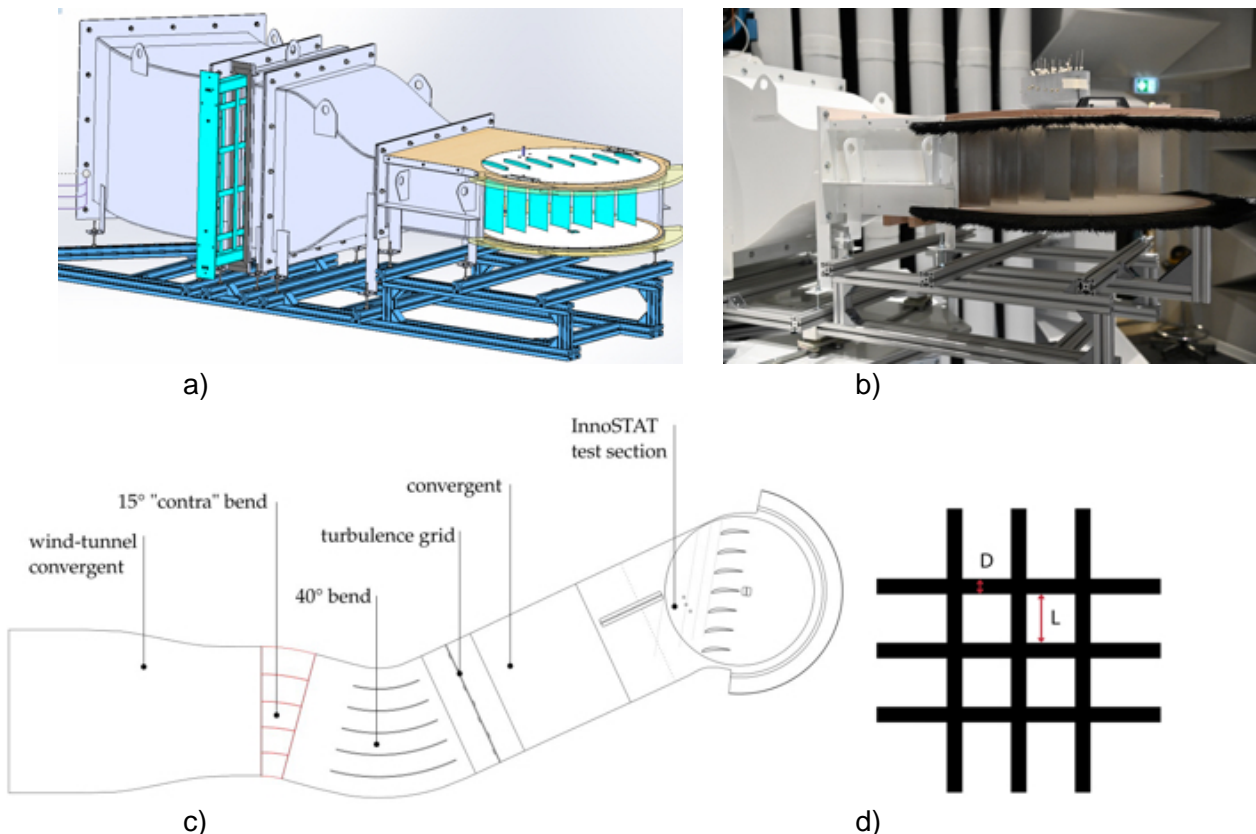 a)
b)
InnoSTAT
test section
15° "contra" bend
convergent
wind-tunnel
convergent
turbulence grid
40° bend
D
L
c)
d)